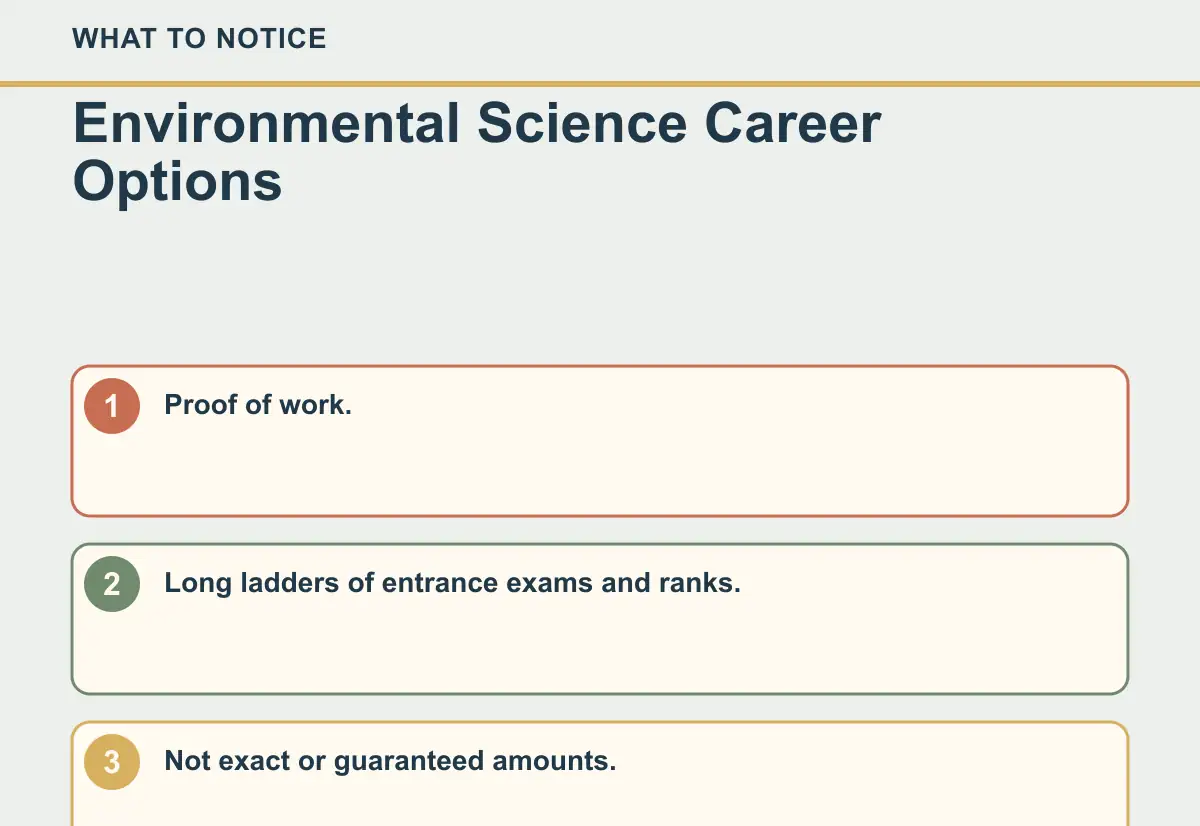 WHAT TO NOTICE
Environmental Science Career
Options
1
Proof of work.
2
Long ladders of entrance exams and ranks.
3
Not exact or guaranteed amounts.